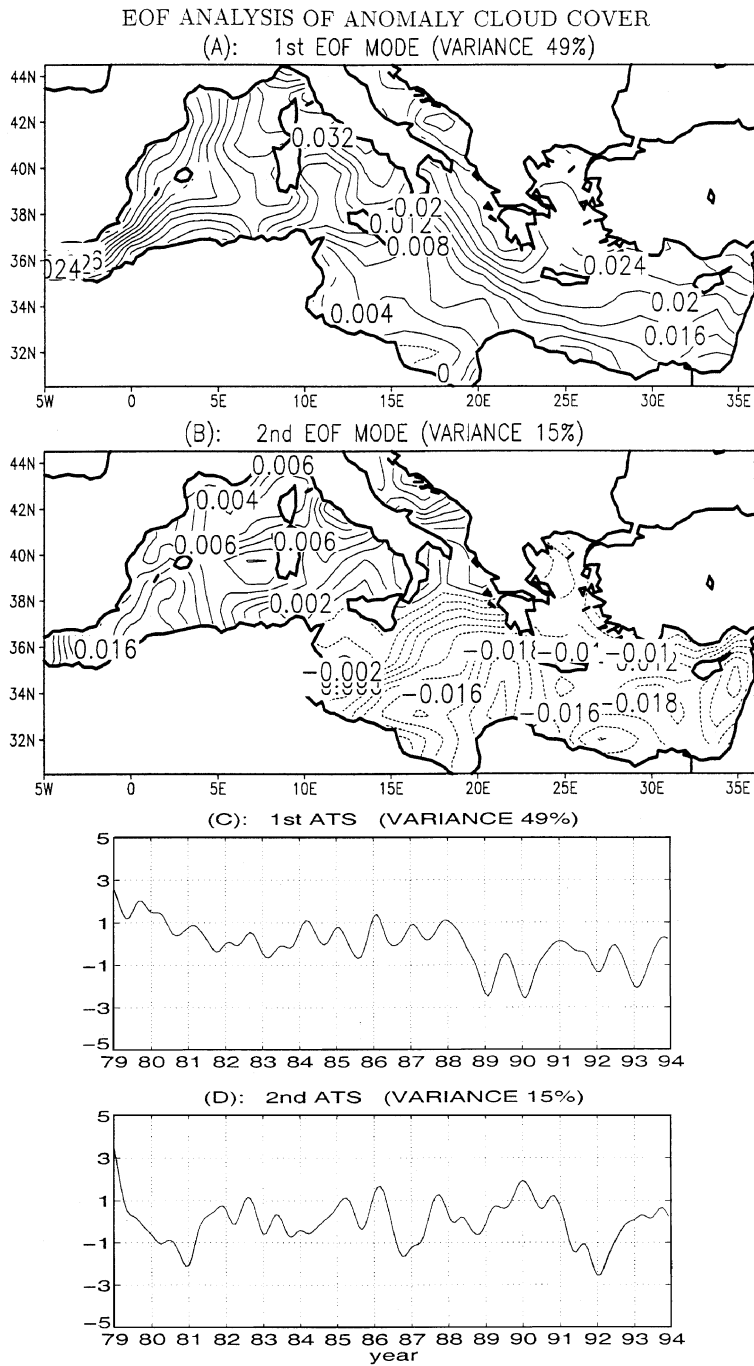 EOF ANALYSIS OF ANOMALY CLOUD COVER
(A): 1st EOF MODE (VARIANCE 49%)
44N
42N
0.032
40N
38N
0.02
0.012
0.008
36N
0.024
34N
0.02
0.004
0.016
32N
0
5W 0 5E 10E 15E 20E 25E 30E 35E
(B): 2nd EOF MODE (VARIANCE 15%)
44N
0.006
42N
0.004
40N
0.006 0.006
38N
0.002
36N
0.016
-0.002
34N
-0.016 -0.016 -0.018
32N
5W 0 5E 10E 15E 20E 25E 30E 35E
(C): 1st ATS (VARIANCE 49%)
5
3
1
-1
-3
-5
79 80 81 82 83 84 85 86 87 88 89 90 91 92 93 94
(D): 2nd ATS (VARIANCE 15%)
5
3
1
-1
-3
-5
79 80 81 82 83 84 85 86 87 88 89 90 91 92 93 94
year